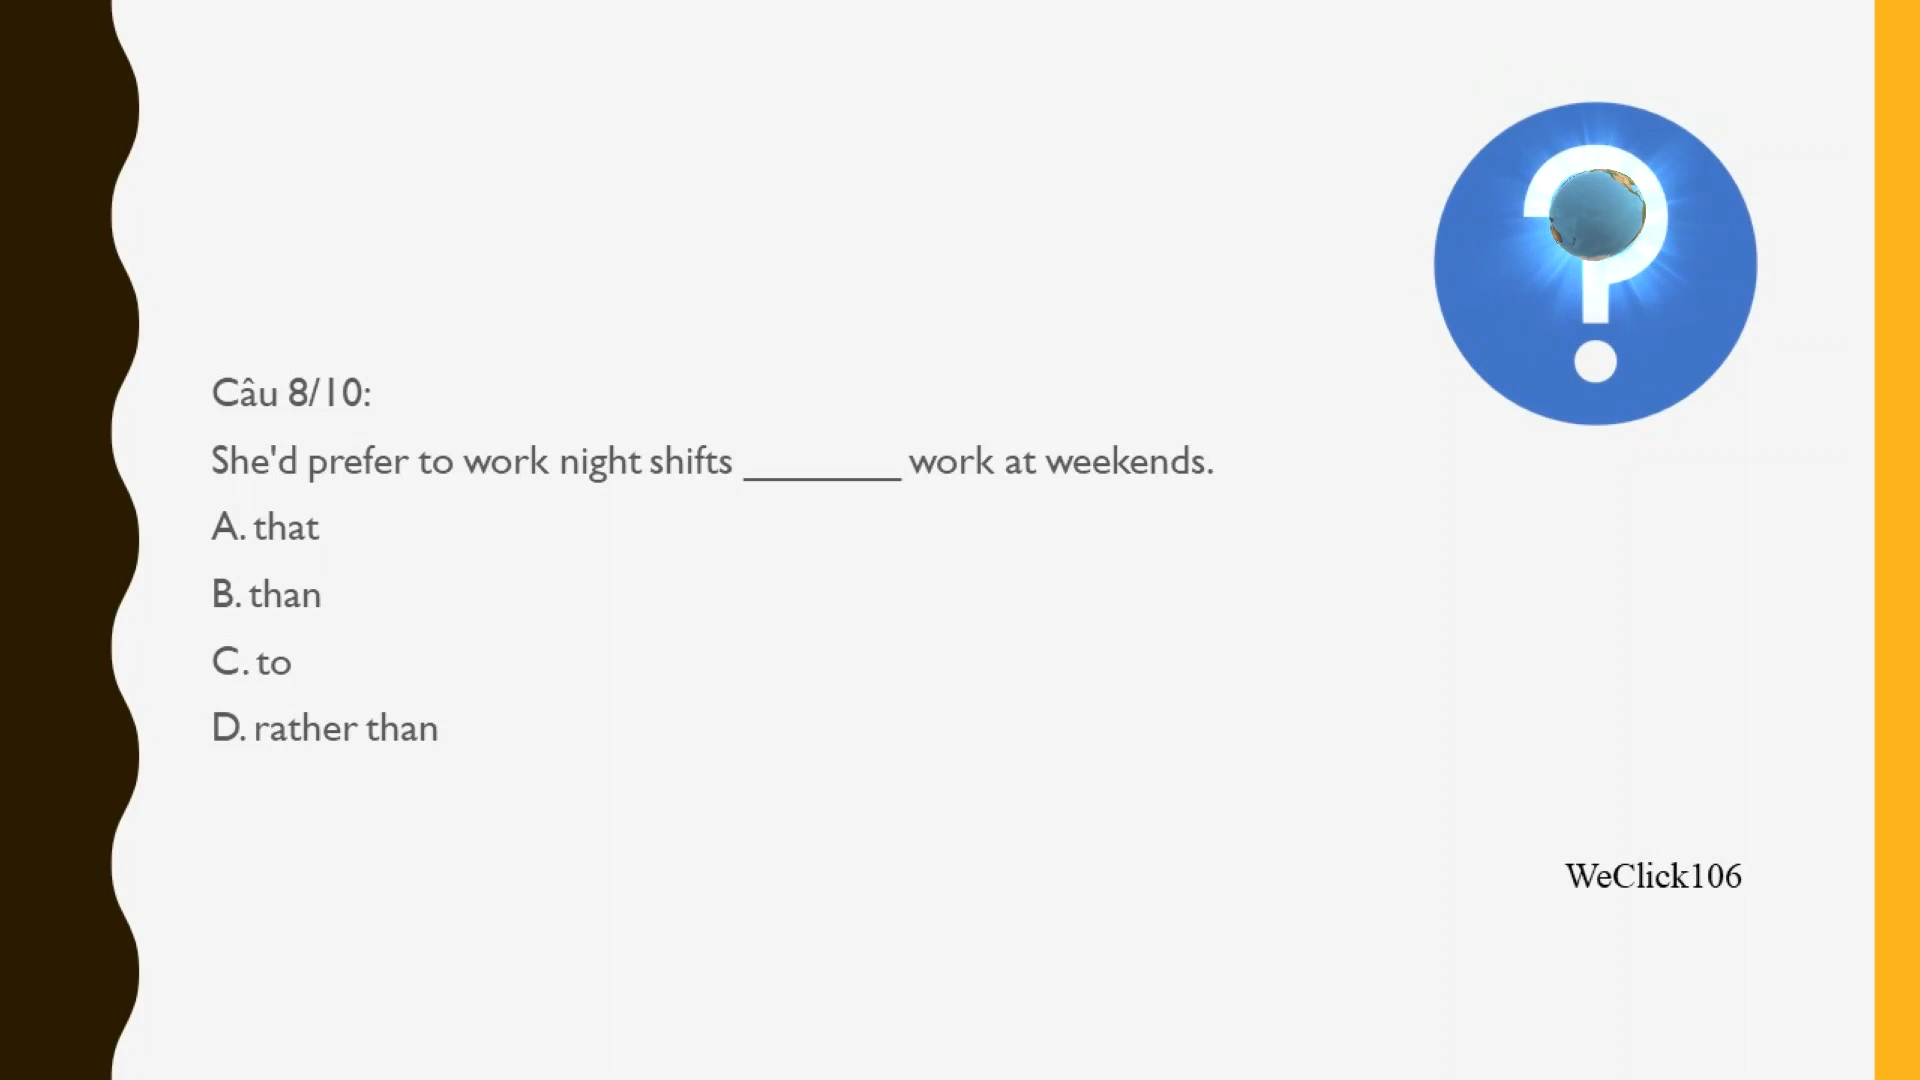 Câu 8/10:
She'd prefer to work night shifts ________ work at weekends.
A. that
B. than
C. to
D. rather than
WeClick106